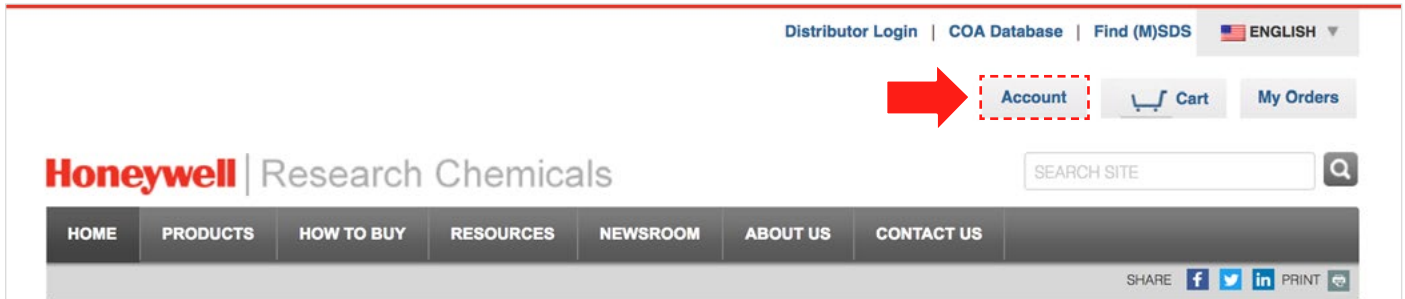 Distributor Login | COA Database | Find (M)SDS ENGLISH
Account Cart My Orders
Honeywell | Research Chemicals
SEARCH SITE
HOME PRODUCTS HOW TO BUY RESOURCES NEWSROOM ABOUT US CONTACT US
SHARE f in PRINT